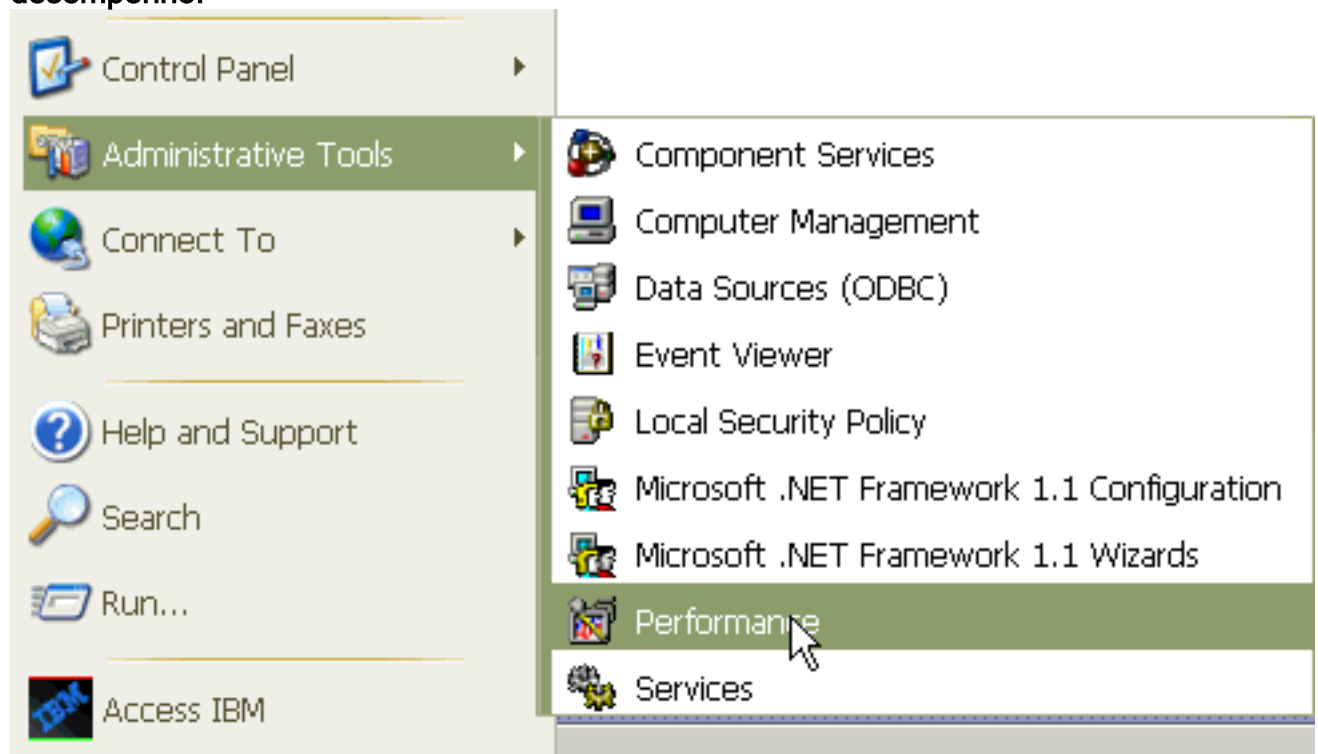 desempenho.
Control Panel
Administrative Tools
Connect To
Printers and Faxes
Help and Support
Search
Run...
IBM
Access IBM
Component Services
Computer Management
Data Sources (ODBC)
Event Viewer
Local Security Policy
Microsoft .NET Framework 1.1 Configuration
Microsoft .NET Framework 1.1 Wizards
Performance
Services